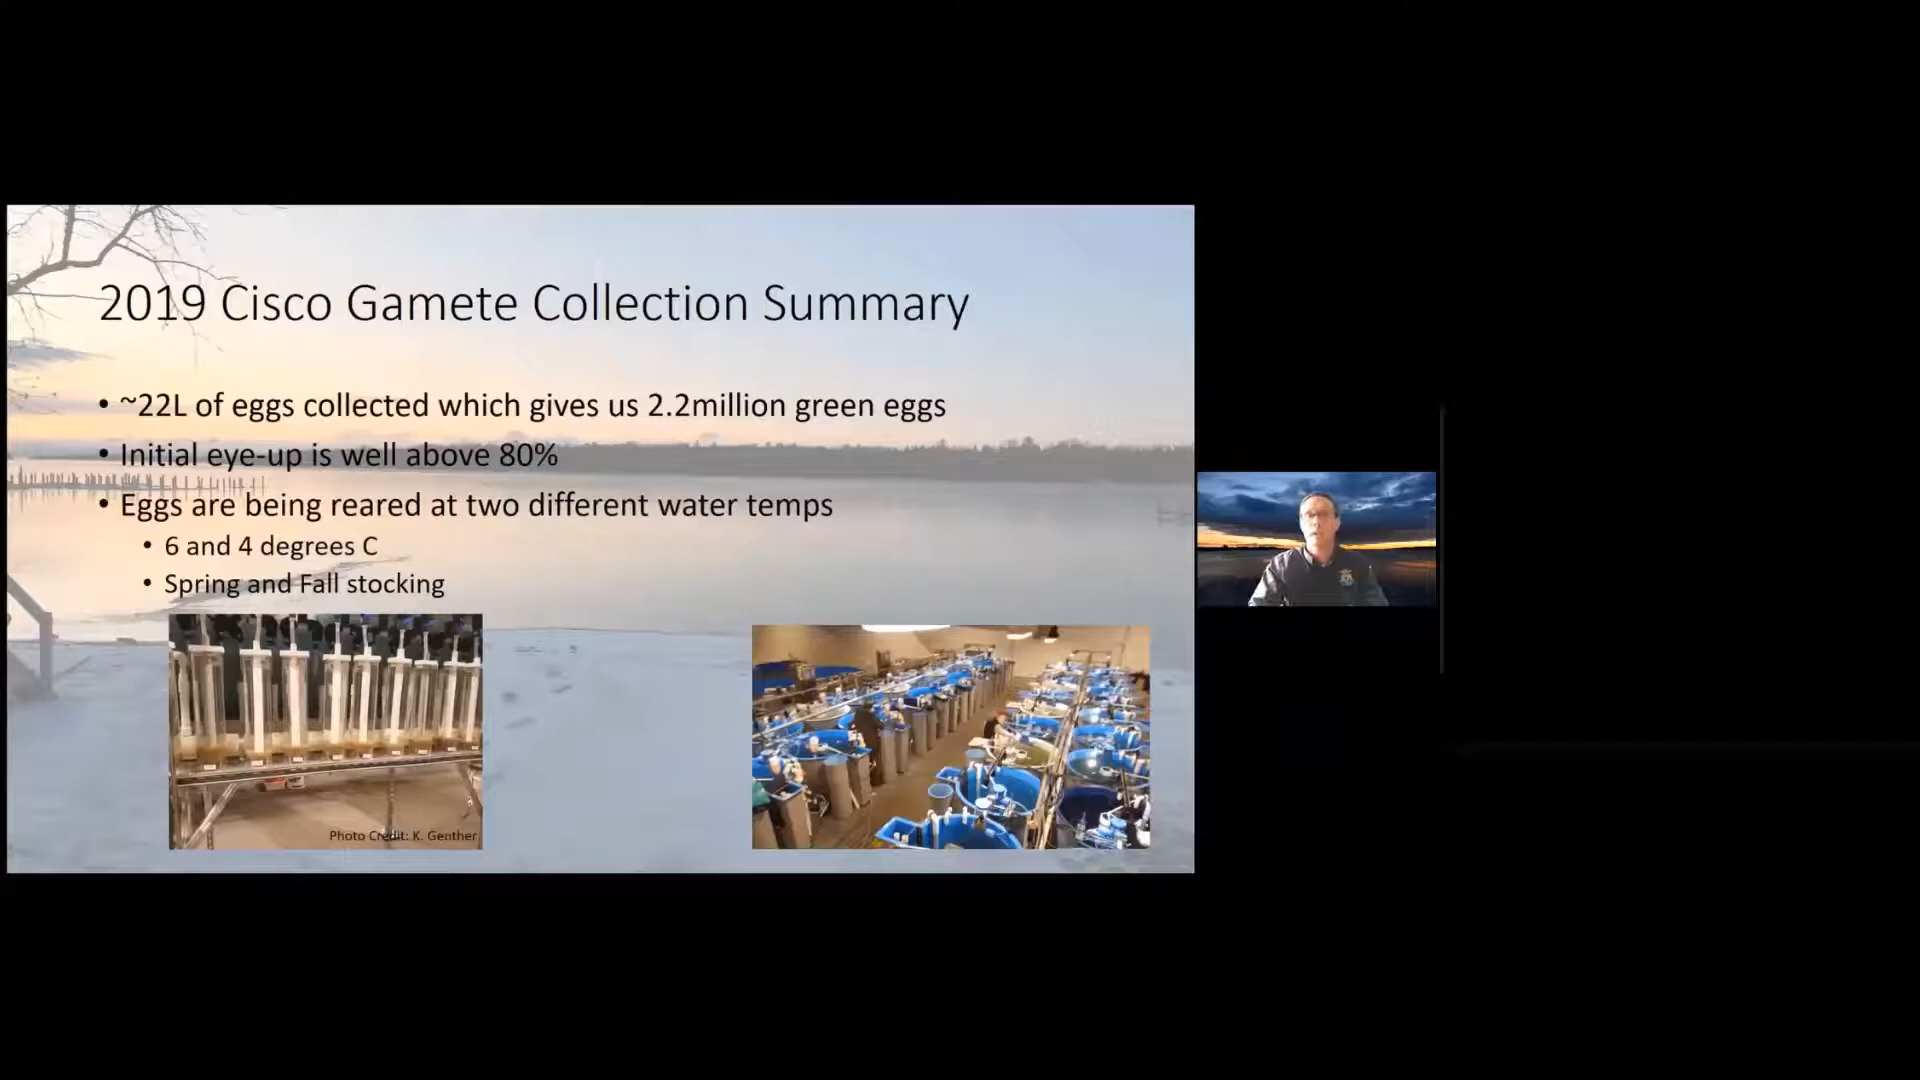 2019 Cisco Gamete Collection Summary
• ~22L of eggs collected which gives us 2.2million green eggs
• Initial eye-up is well above 80%
• Eggs are being reared at two different water temps
• 6 and 4 degrees C
• Spring and Fall stocking
Photo Credit: K. Genther